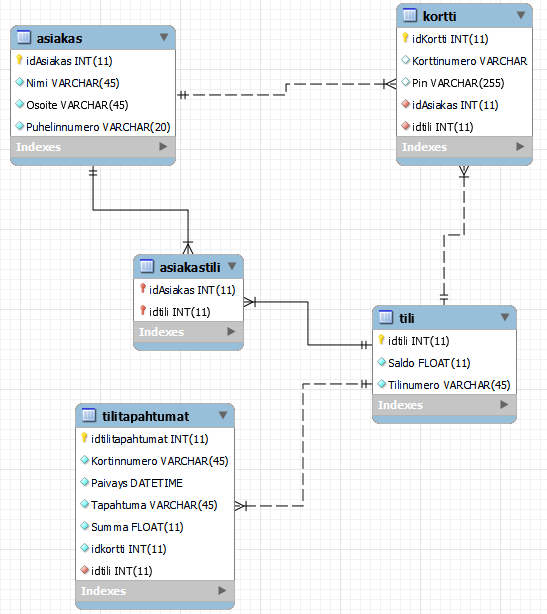 asiakas
idAsiakas INT(11)
Nimi VARCHAR(45)
Osoite VARCHAR(45)
Puhelinnumero VARCHAR(20)
Indexes
kortti
idKortti INT(11)
Korttinumero VARCHAR
Pin VARCHAR(255)
idAsiakas INT(11)
idtili INT(11)
Indexes
asiakastili
idAsiakas INT(11)
idtili INT(11)
Indexes
tili
idtili INT(11)
Saldo FLOAT(11)
Tilinumero VARCHAR(45)
Indexes
tilitapahtumat
idtilitapahtumat INT(11)
Kortinnumero VARCHAR(45)
Paivays DATETIME
Tapahtuma VARCHAR(45)
Summa FLOAT(11)
idkortti INT(11)
idtili INT(11)
Indexes